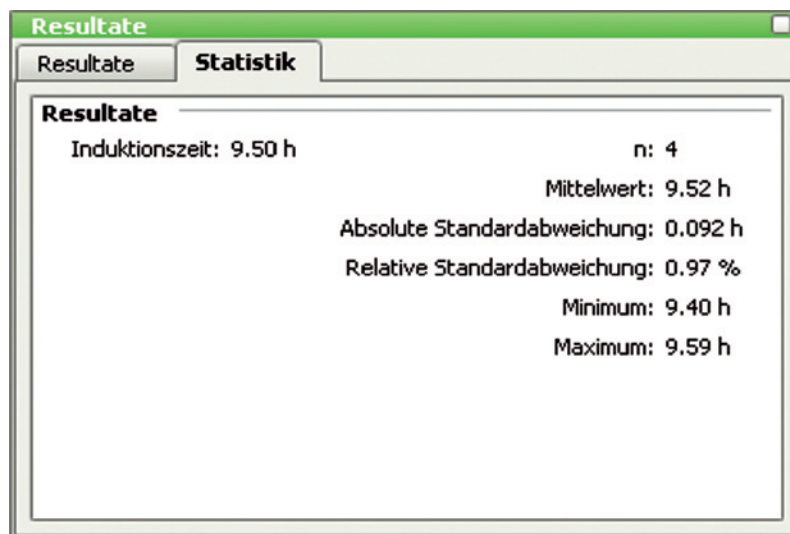 Resultate
Resultate Statistik
Resultate
Induktionszeit: 9.50 h n: 4
Mittelwert: 9.52 h
Absolute Standardabweichung: 0.092 h
Relative Standardabweichung: 0.97 %
Minimum: 9.40 h
Maximum: 9.59 h